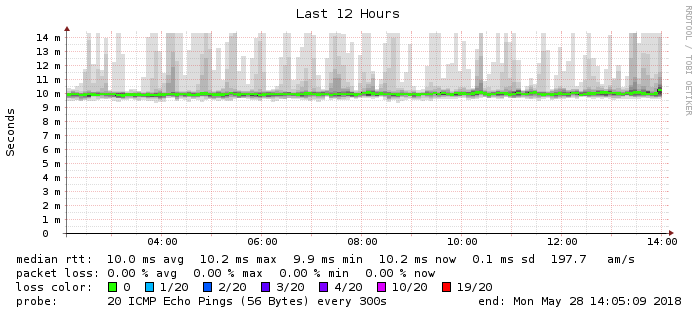 Last 12 Hours
RRDTOOL / TOBI OETIKER
Seconds
14 m
13 m
12 m
11 m
10 m
9 m
8 m
7 m
6 m
5 m
4 m
3 m
2 m
1 m
0
04:00 06:00 08:00 10:00 12:00 14:00
median rtt: 10.0 ms avg 10.2 ms max 9.9 ms min 10.2 ms now 0.1 ms sd 197.7 am/s
packet loss: 0.00 % avg 0.00 % max 0.00 % min 0.00 % now
loss color: 0 1/20 2/20 3/20 4/20 10/20 19/20
probe: 20 ICMP Echo Pings (56 Bytes) every 300s end: Mon May 28 14:05:09 2018